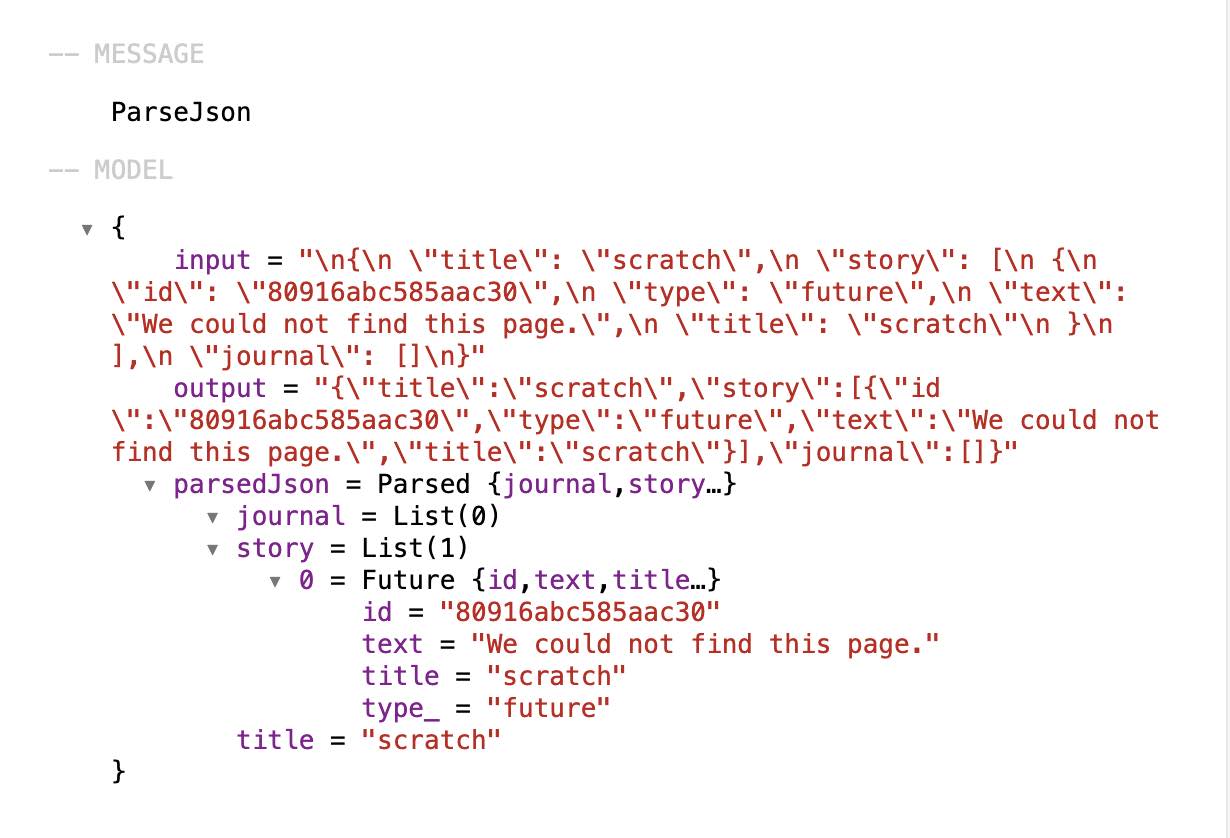 -- MESSAGE
ParseJson
-- MODEL
▾ {
input = "\n{\n \"title\": \"scratch\",\n \"story\": [\n {\n
\"id\": \"80916abc585aac30\",\n \"type\": \"future\",\n \"text\":
\"We could not find this page.\",\n \"title\": \"scratch\"\n }\n
],\n \"journal\": []\n}"
output = "{\"title\":\"scratch\",\"story\":[{\"id
\":\"80916abc585aac30\",\"type\":\"future\",\"text\":\"We could not
find this page.\",\"title\":\"scratch\"}],\"journal\":[]}"
▾ parsedJson = Parsed {journal,story…}
▾ journal = List(0)
▾ story = List(1)
▾ 0 = Future {id,text,title…}
id = "80916abc585aac30"
text = "We could not find this page."
title = "scratch"
type_ = "future"
title = "scratch"
}